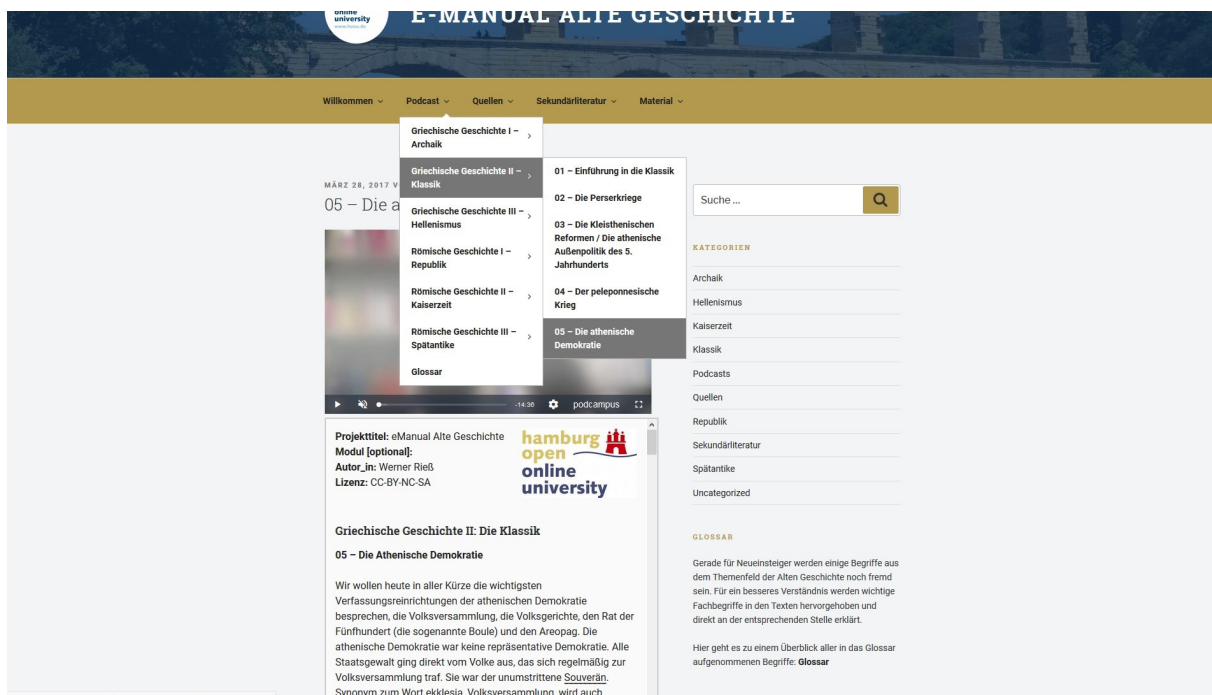 online
university
www.hoou.de
E-MANUAL ALTE GESCHICHTE
Willkommen
Podcast
Quellen
Sekundärliteratur
Material
Griechische Geschichte I –
Archaik
Griechische Geschichte II –
Klassik
Griechische Geschichte III –
Hellenismus
Römische Geschichte I –
Republik
Römische Geschichte II –
Kaiserzeit
Römische Geschichte III –
Spätantike
Glossar
01 – Einführung in die Klassik
02 – Die Perserkriege
03 – Die Kleisthenischen
Reformen / Die athenische
Außenpolitik des 5.
Jahrhunderts
04 – Der peleponnesische
Krieg
05 – Die athenische
Demokratie
MÄRZ 28, 2017 V
05 – Die a
-14:36
podcampus
Projekttitel: eManual Alte Geschichte
Modul [optional]:
Autor_in: Werner Rieß
Lizenz: CC-BY-NC-SA
hamburg
open
online
university
Griechische Geschichte II: Die Klassik
05 – Die Athenische Demokratie
Wir wollen heute in aller Kürze die wichtigsten
Verfassungsreinrichtungen der athenischen Demokratie
besprechen, die Volksversammlung, die Volksgerichte, den Rat der
Fünfhundert (die sogenannte Boule) und den Areopag. Die
athenische Demokratie war keine repräsentative Demokratie. Alle
Staatsgewalt ging direkt vom Volke aus, das sich regelmäßig zur
Volksversammlung traf. Sie war der unumstrittene Souverän.
Synonym zum Wort ekklesia, Volksversammlung, wird auch
Suche ...
KATEGORIEN
Archaik
Hellenismus
Kaiserzeit
Klassik
Podcasts
Quellen
Republik
Sekundärliteratur
Spätantike
Uncategorized
GLOSSAR
Gerade für Neueinsteiger werden einige Begriffe aus
dem Themenfeld der Alten Geschichte noch fremd
sein. Für ein besseres Verständnis werden wichtige
Fachbegriffe in den Texten hervorgehoben und
direkt an der entsprechenden Stelle erklärt.
Hier geht es zu einem Überblick aller in das Glossar
aufgenommenen Begriffe: Glossar